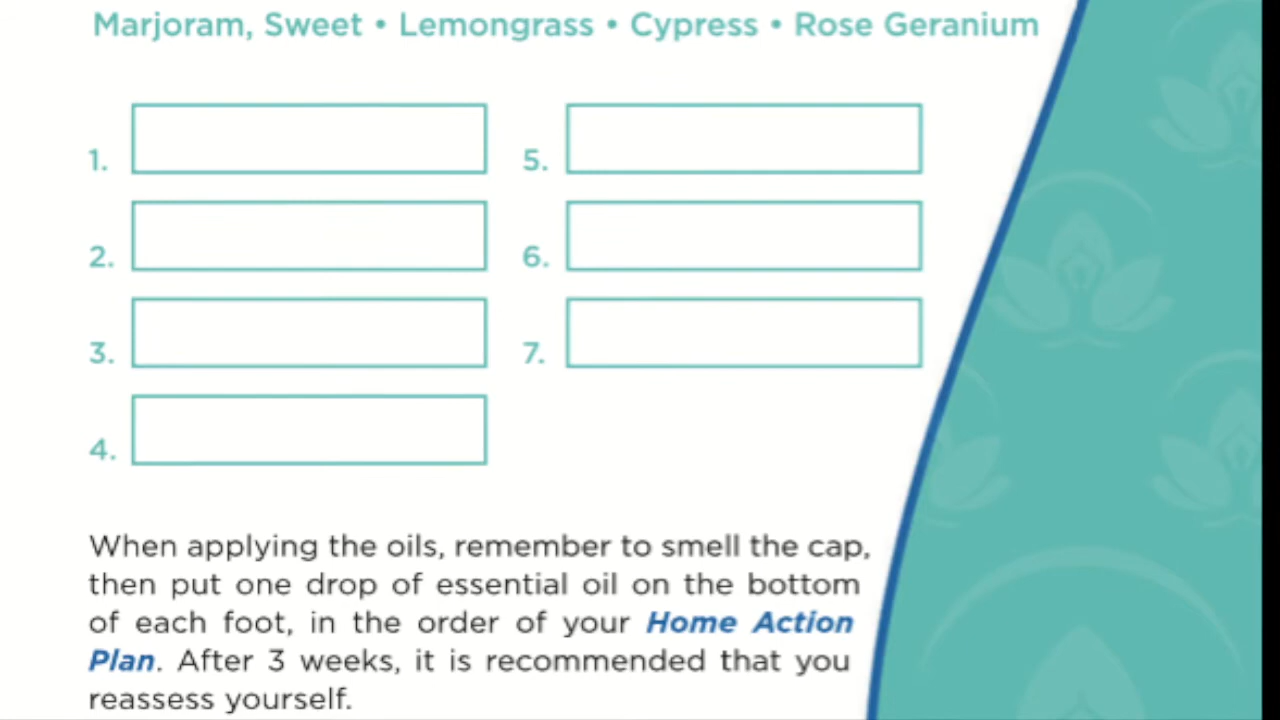 Marjoram, Sweet • Lemongrass • Cypress • Rose Geranium
1.
2.
3.
4.
5.
6.
7.
When applying the oils, remember to smell the cap,
then put one drop of essential oil on the bottom
of each foot, in the order of your Home Action
Plan. After 3 weeks, it is recommended that you
reassess yourself.